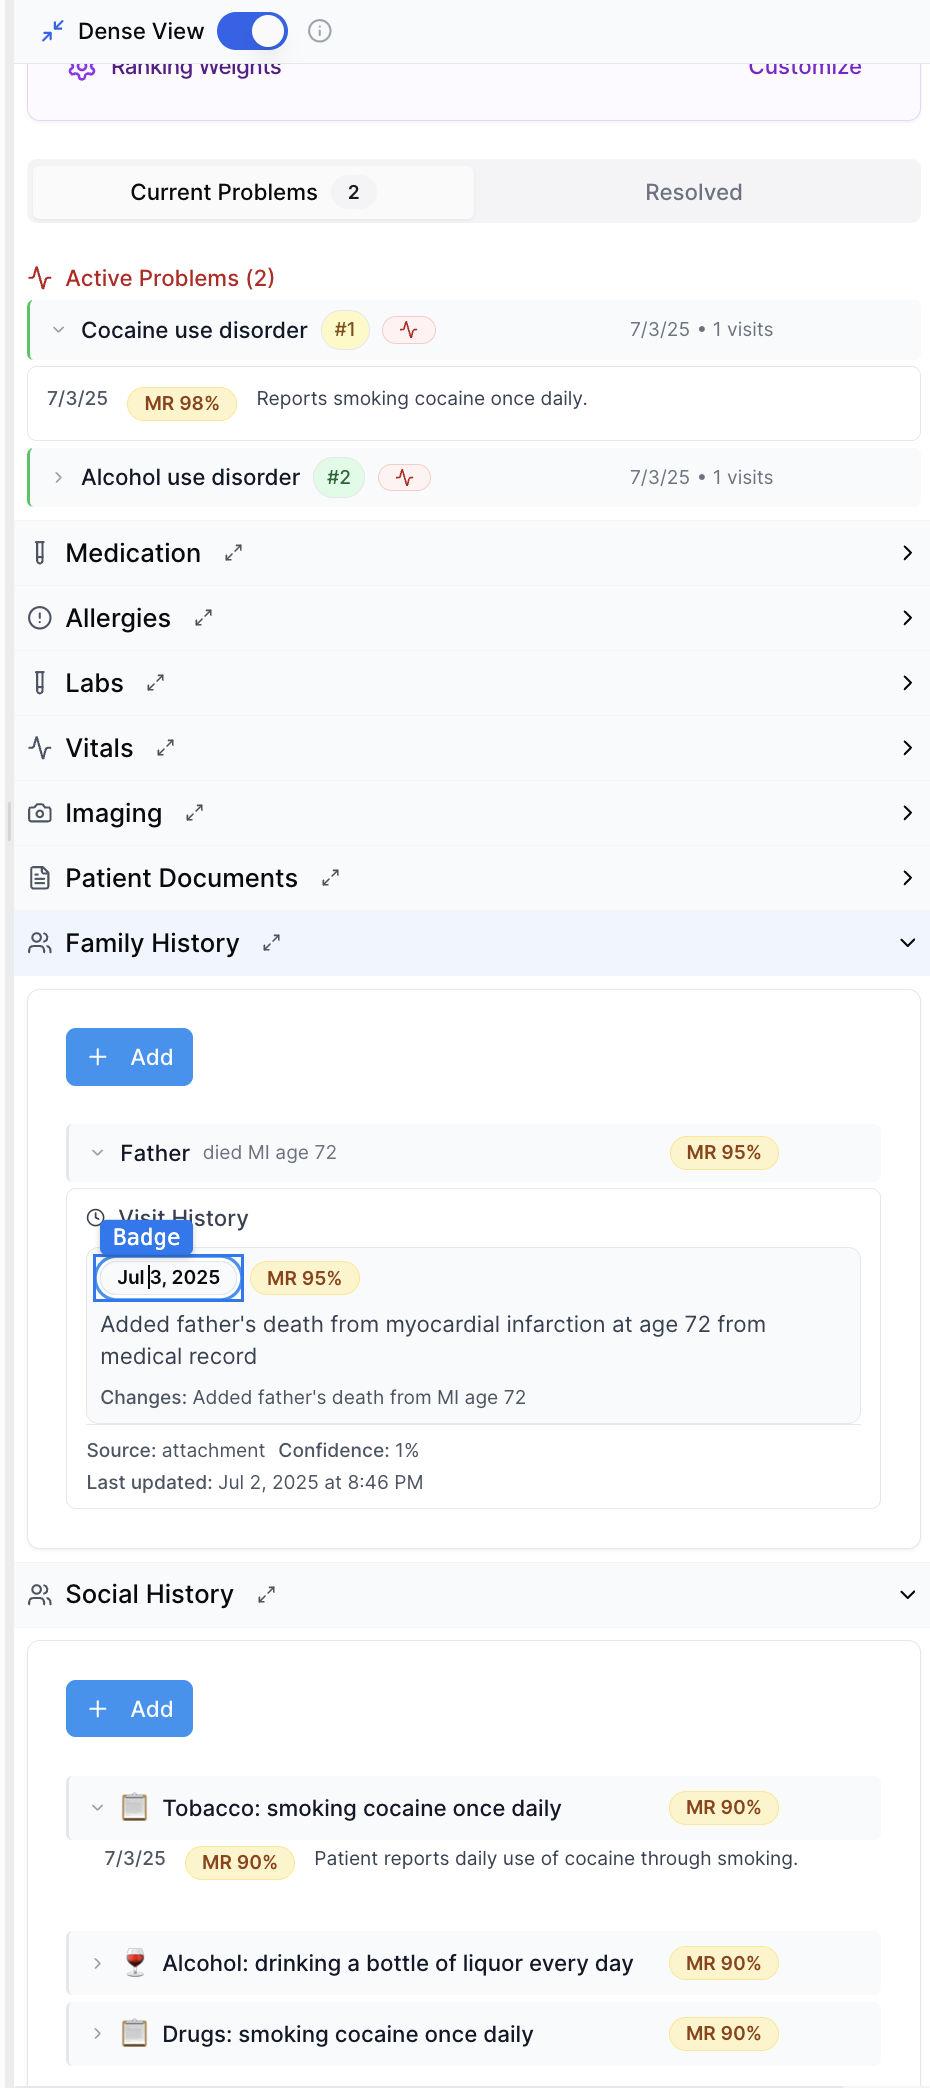 Dense View
Ranking Weights Customize
Current Problems 2 Resolved
Active Problems (2)
Cocaine use disorder #1 7/3/25 • 1 visits
7/3/25 MR 98% Reports smoking cocaine once daily.
Alcohol use disorder #2 7/3/25 • 1 visits
Medication
Allergies
Labs
Vitals
Imaging
Patient Documents
Family History
+ Add
Father died MI age 72 MR 95%
Visit History
Badge
Jul 3, 2025 MR 95%
Added father's death from myocardial infarction at age 72 from
medical record
Changes: Added father's death from MI age 72
Source: attachment Confidence: 1%
Last updated: Jul 2, 2025 at 8:46 PM
Social History
+ Add
Tobacco: smoking cocaine once daily MR 90%
7/3/25 MR 90% Patient reports daily use of cocaine through smoking.
Alcohol: drinking a bottle of liquor every day MR 90%
Drugs: smoking cocaine once daily MR 90%